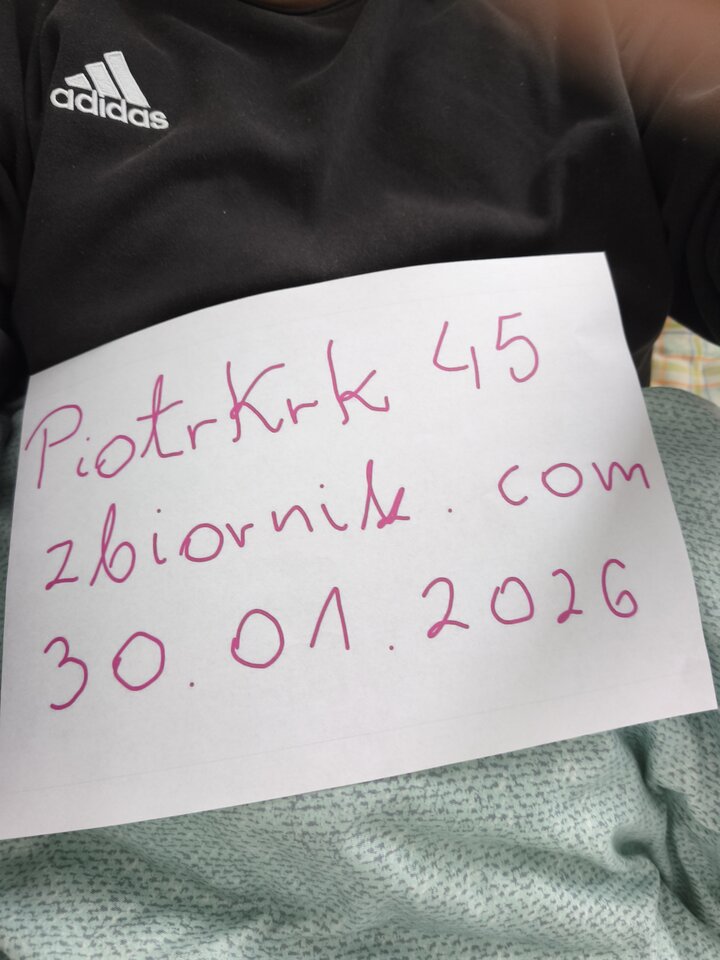 adidas
PiotrKrk 45
zbiornik.com
30.01.2026